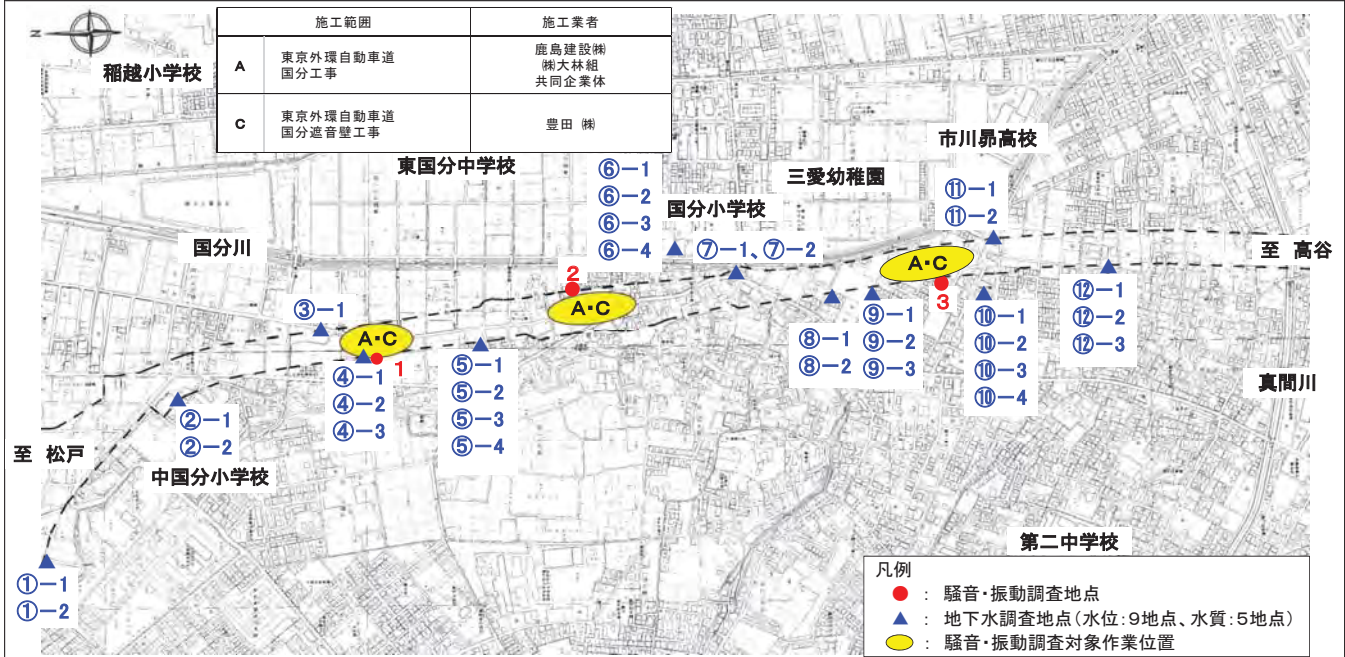 N
施工範囲 施工業者
A 東京外環自動車道
国分工事
鹿島建設㈱
㈱大林組
共同企業体
C 東京外環自動車道
国分遮音壁工事
豊田 ㈱
稲越小学校
東国分中学校
国分川
⑥-1
⑥-2
⑥-3
⑥-4
国分小学校
⑦-1、⑦-2
三愛幼稚園
市川昴高校
⑪-1
⑪-2
至 高谷
A・C
2
A・C
3
③-1
A・C
1
④-1
④-2
④-3
⑤-1
⑤-2
⑤-3
⑤-4
⑧-1
⑧-2
⑨-1
⑨-2
⑨-3
⑩-1
⑩-2
⑩-3
⑩-4
⑫-1
⑫-2
⑫-3
真間川
②-1
②-2
至 松戸
中国分小学校
①-1
①-2
第二中学校
凡例
: 騒音・振動調査地点
: 地下水調査地点(水位:9地点、水質:5地点)
: 騒音・振動調査対象作業位置